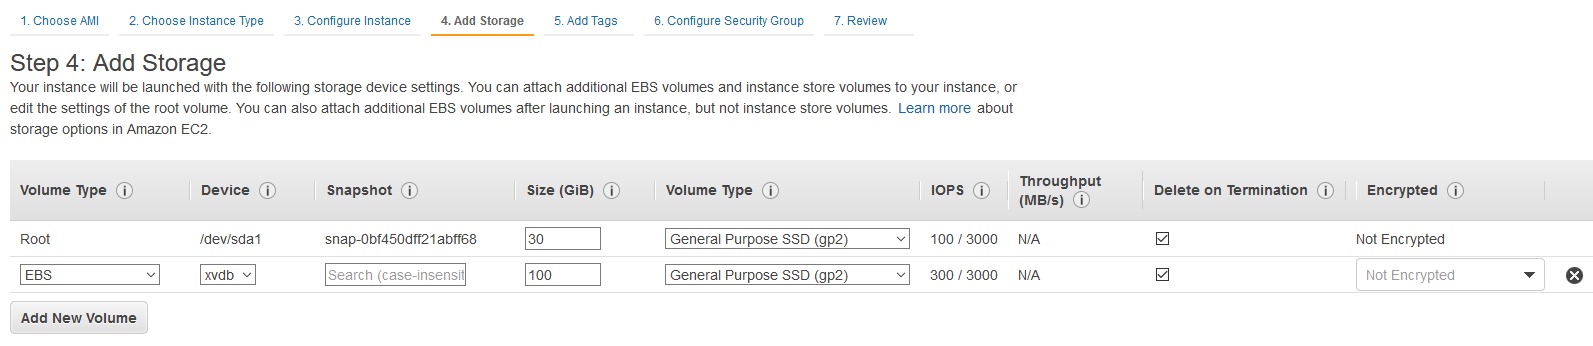 1. Choose AMI 2. Choose Instance Type 3. Configure Instance 4. Add Storage 5. Add Tags 6. Configure Security Group 7. Review
Step 4: Add Storage
Your instance will be launched with the following storage device settings. You can attach additional EBS volumes and instance store volumes to your instance, or
edit the settings of the root volume. You can also attach additional EBS volumes after launching an instance, but not instance store volumes. Learn more about
storage options in Amazon EC2.
Volume Type i Device i Snapshot i Size (GiB) i Volume Type i IOPS i Throughput (MB/s) i Delete on Termination i Encrypted i
Root /dev/sda1 snap-0bf450dff21abff68 30 General Purpose SSD (gp2) 100 / 3000 N/A Not Encrypted
EBS xvdb Search (case-insensit 100 General Purpose SSD (gp2) 300 / 3000 N/A Not Encrypted
Add New Volume